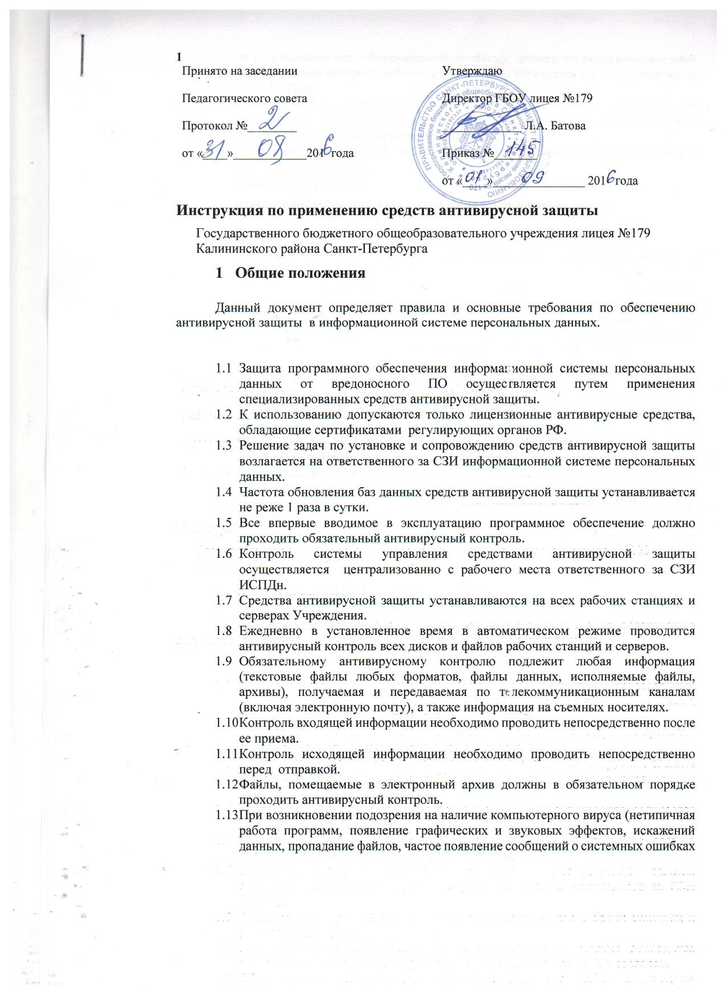 1
Принято на заседании
Педагогического совета
Протокол № 2
от «31» 08 2016 года
Утверждаю
Директор ГБОУ лицея №179
Л.А. Батова
Приказ № 145
от «01» 09 2016 года
Инструкция по применению средств антивирусной защиты
Государственного бюджетного общеобразовательного учреждения лицея №179
Калининского района Санкт-Петербурга
1 Общие положения
Данный документ определяет правила и основные требования по обеспечению
антивирусной защиты в информационной системе персональных данных.
1.1 Защита программного обеспечения информационной системы персональных
данных от вредоносного ПО осуществляется путем применения
специализированных средств антивирусной защиты.
1.2 К использованию допускаются только лицензионные антивирусные средства,
обладающие сертификатами регулирующих органов РФ.
1.3 Решение задач по установке и сопровождению средств антивирусной защиты
возлагается на ответственного за СЗИ информационной системе персональных
данных.
1.4 Частота обновления баз данных средств антивирусной защиты устанавливается
не реже 1 раза в сутки.
1.5 Все впервые вводимое в эксплуатацию программное обеспечение должно
проходить обязательный антивирусный контроль.
1.6 Контроль системы управления средствами антивирусной защиты
осуществляется централизованно с рабочего места ответственного за СЗИ
ИСПДн.
1.7 Средства антивирусной защиты устанавливаются на всех рабочих станциях и
серверах Учреждения.
1.8 Ежедневно в установленное время в автоматическом режиме проводится
антивирусный контроль всех дисков и файлов рабочих станций и серверов.
1.9 Обязательному антивирусному контролю подлежит любая информация
(текстовые файлы любых форматов, файлы данных, исполняемые файлы,
архивы), получаемая и передаваемая по телекоммуникационным каналам
(включая электронную почту), а также информация на съемных носителях.
1.10Контроль входящей информации необходимо проводить непосредственно после
ее приема.
1.11Контроль исходящей информации необходимо проводить непосредственно
перед отправкой.
1.12Файлы, помещаемые в электронный архив должны в обязательном порядке
проходить антивирусный контроль.
1.13При возникновении подозрения на наличие компьютерного вируса (нетипичная
работа программ, появление графических и звуковых эффектов, искажений
данных, пропадание файлов, частое появление сообщений о системных ошибках